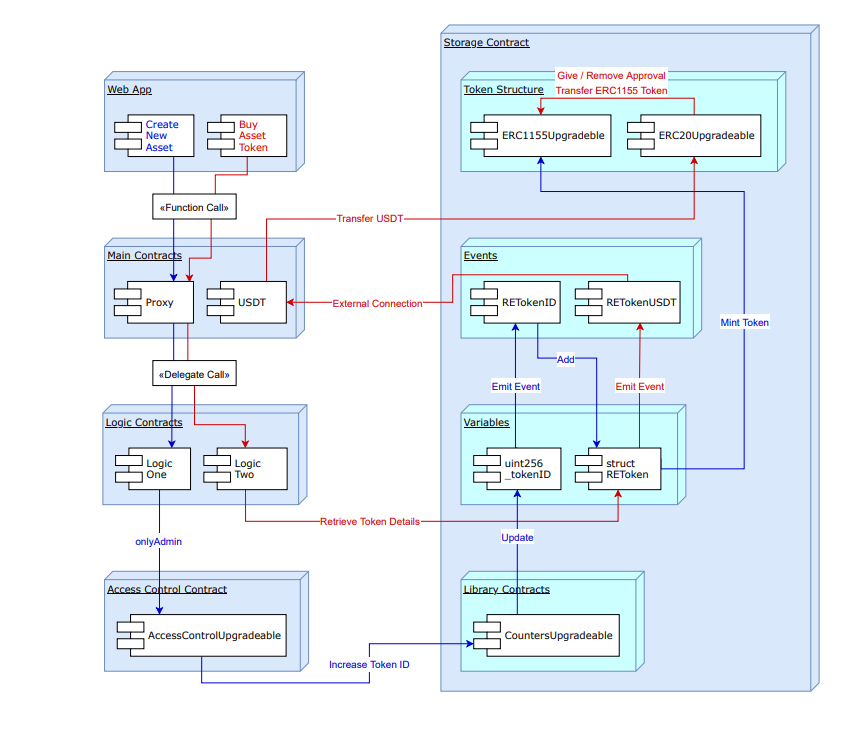 Storage Contract
Web App
Create
New
Asset
Buy
Asset
Token
Token Structure
Give / Remove Approval
Transfer ERC1155 Token
ERC1155Upgradeble
ERC20Upgradeable
«Function Call»
Transfer USDT
Main Contracts
Proxy
USDT
External Connection
Events
RETokenID
RETokenUSDT
Mint Token
Add
«Delegate Call»
Emit Event
Emit Event
Logic Contracts
Logic
One
Logic
Two
Variables
uint256
_tokenID
struct
REToken
Retrieve Token Details
onlyAdmin
Update
Access Control Contract
AccessControlUpgradeable
Library Contracts
CountersUpgradeable
Increase Token ID